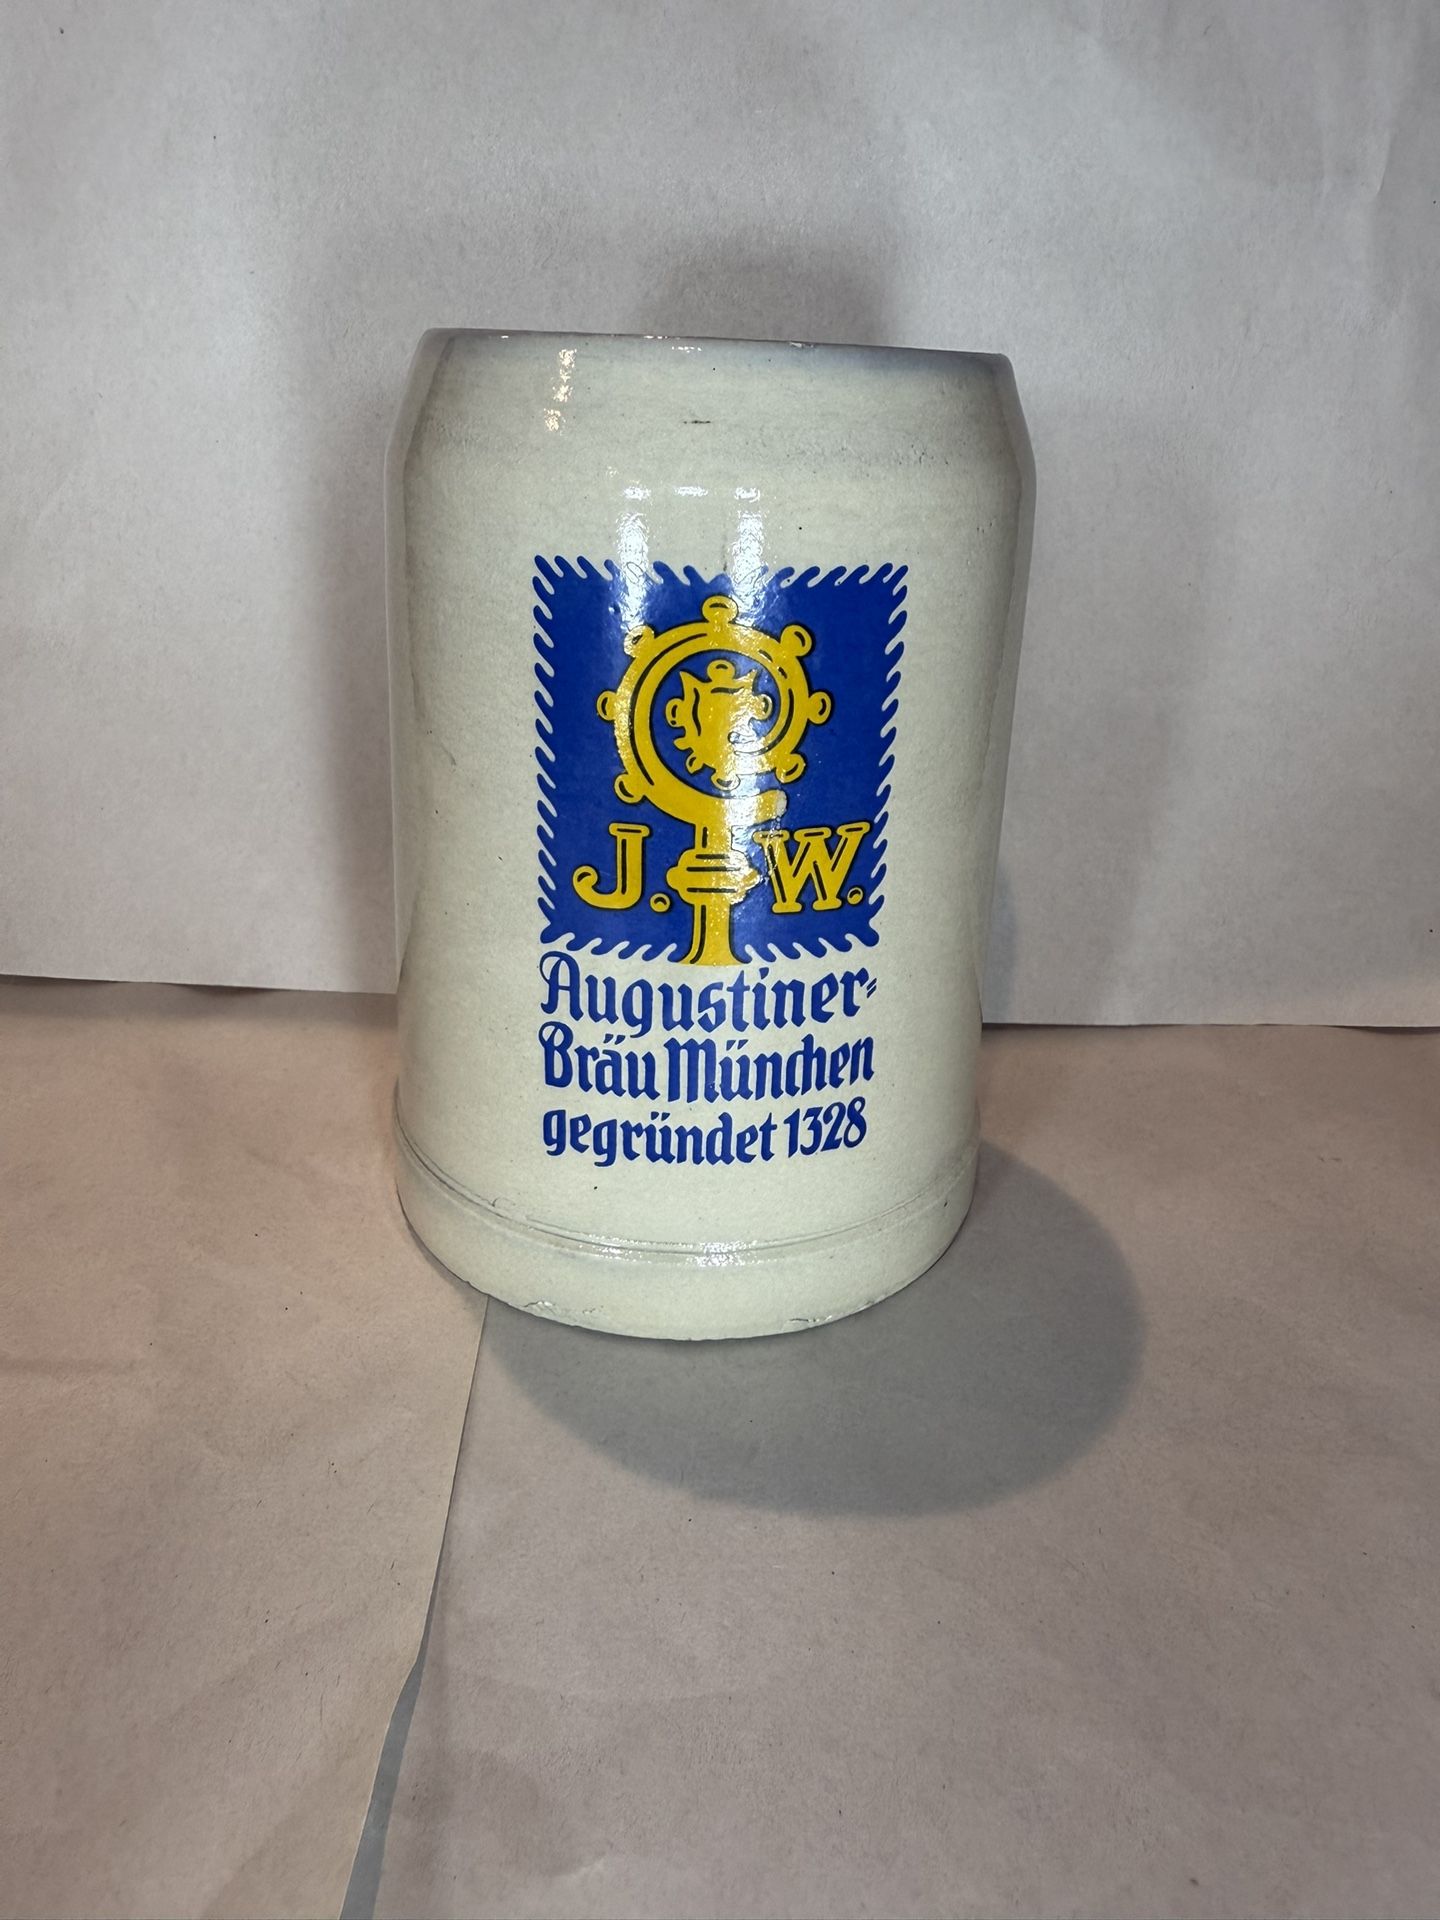 J. W.
Augustiner-
Bräu München
gegründet 1328